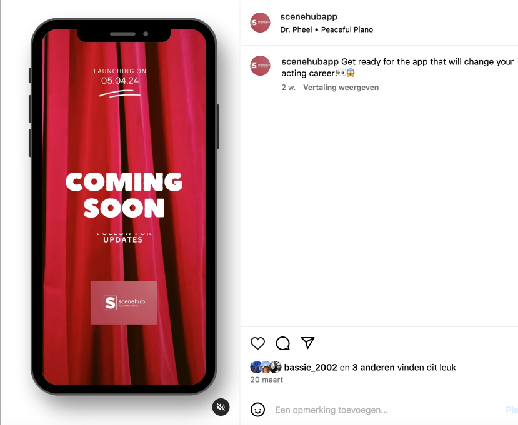 LAUNCHING ON
05.04.24
COMING
SOON
FOLLOW FOR
UPDATES
S scenehub
scenehubapp
Dr. Pheel • Peaceful Piano
scenehubapp Get ready for the app that will change your
acting career👀😱
2 w. Vertaling weergeven
bassie_2002 en 3 anderen vinden dit leuk
20 maart
Een opmerking toevoegen...